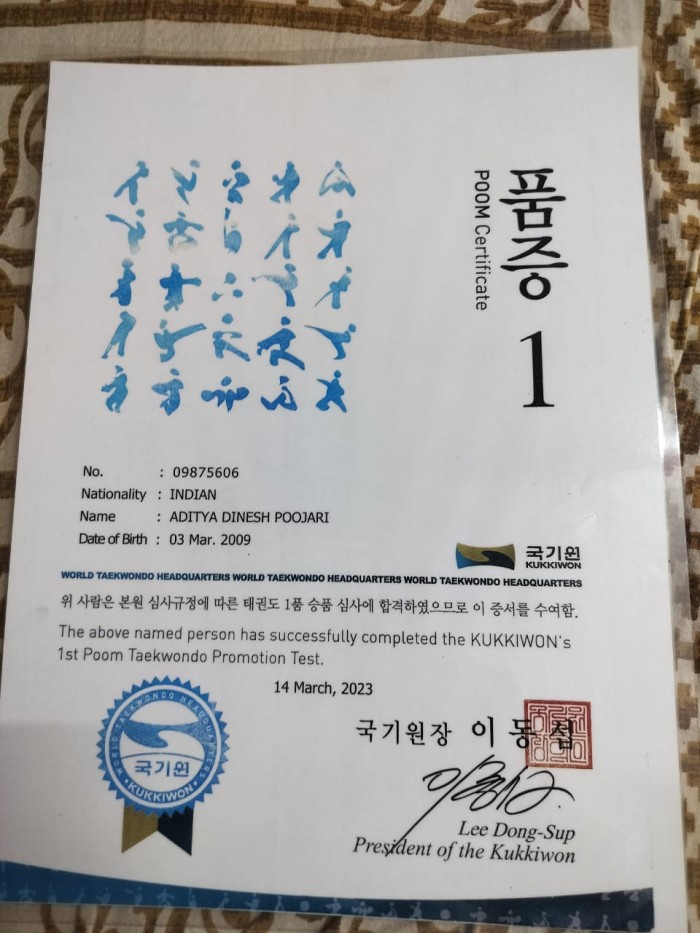 품증
POOM Certificate
1
No. : 09875606
Nationality : INDIAN
Name : ADITYA DINESH POOJARI
Date of Birth : 03 Mar. 2009
국기원
KUKKIWON
WORLD TAEKWONDO HEADQUARTERS WORLD TAEKWONDO HEADQUARTERS WORLD TAEKWONDO HEADQUARTERS
위 사람은 본원 심사규정에 따른 태권도 1품 승품 심사에 합격하였으므로 이 증서를 수여함.
The above named person has successfully completed the KUKKIWON's
1st Poom Taekwondo Promotion Test.
14 March, 2023
WORLD TAEKWONDO HEADQUARTERS
국기원
KUKKIWON
국기원장 이동섭
Lee Dong-Sup
President of the Kukkiwon